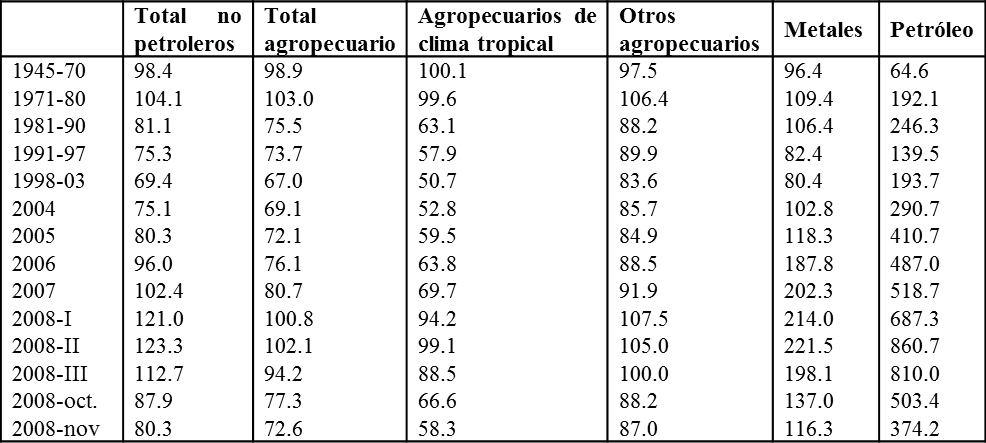 Total no petroleros Total agropecuario Agropecuarios de clima tropical Otros agropecuarios Metales Petróleo
1945-70 98.4 98.9 100.1 97.5 96.4 64.6
1971-80 104.1 103.0 99.6 106.4 109.4 192.1
1981-90 81.1 75.5 63.1 88.2 106.4 246.3
1991-97 75.3 73.7 57.9 89.9 82.4 139.5
1998-03 69.4 67.0 50.7 83.6 80.4 193.7
2004 75.1 69.1 52.8 85.7 102.8 290.7
2005 80.3 72.1 59.5 84.9 118.3 410.7
2006 96.0 76.1 63.8 88.5 187.8 487.0
2007 102.4 80.7 69.7 91.9 202.3 518.7
2008-I 121.0 100.8 94.2 107.5 214.0 687.3
2008-II 123.3 102.1 99.1 105.0 221.5 860.7
2008-III 112.7 94.2 88.5 100.0 198.1 810.0
2008-oct. 87.9 77.3 66.6 88.2 137.0 503.4
2008-nov 80.3 72.6 58.3 87.0 116.3 374.2